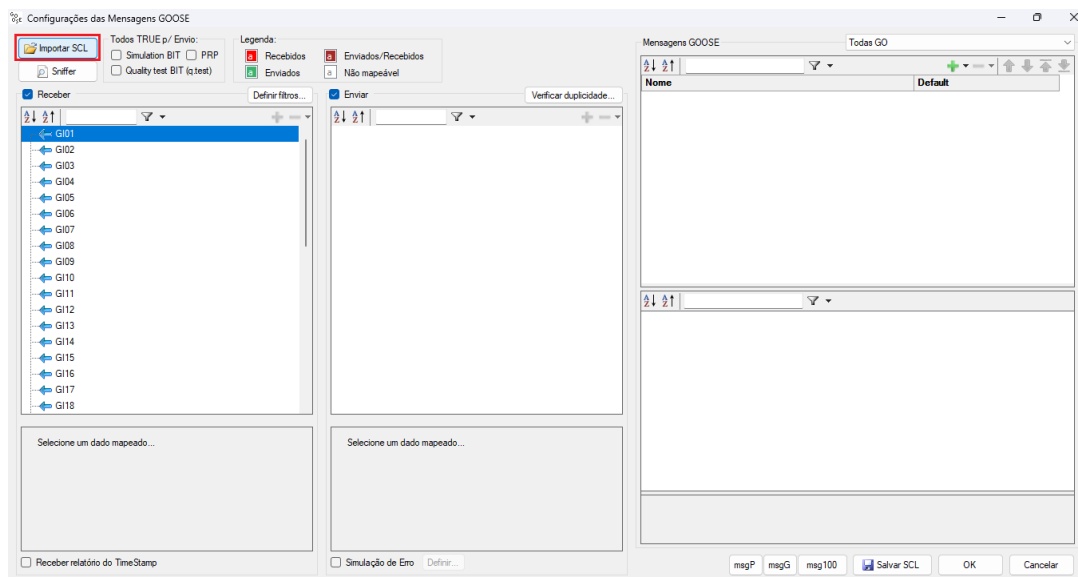 Configurações das Mensagens GOOSE
Importar SCL
Sniffer
Todos TRUE p/ Envio:
Simulation BIT PRP
Quality test BIT (q.test)
Legenda:
a Recebidos
a Enviados/Recebidos
a Enviados
a Não mapeável
Receber
Definir filtros...
GI01
GI02
GI03
GI04
GI05
GI06
GI07
GI08
GI09
GI10
GI11
GI12
GI13
GI14
GI15
GI16
GI17
GI18
Selecione um dado mapeado...
Receber relatório do TimeStamp
Enviar
Verificar duplicidade...
Selecione um dado mapeado...
Simulação de Erro Definir...
Mensagens GOOSE
Todas GO
Nome Default
msgP msgG msg100 Salvar SCL OK Cancelar